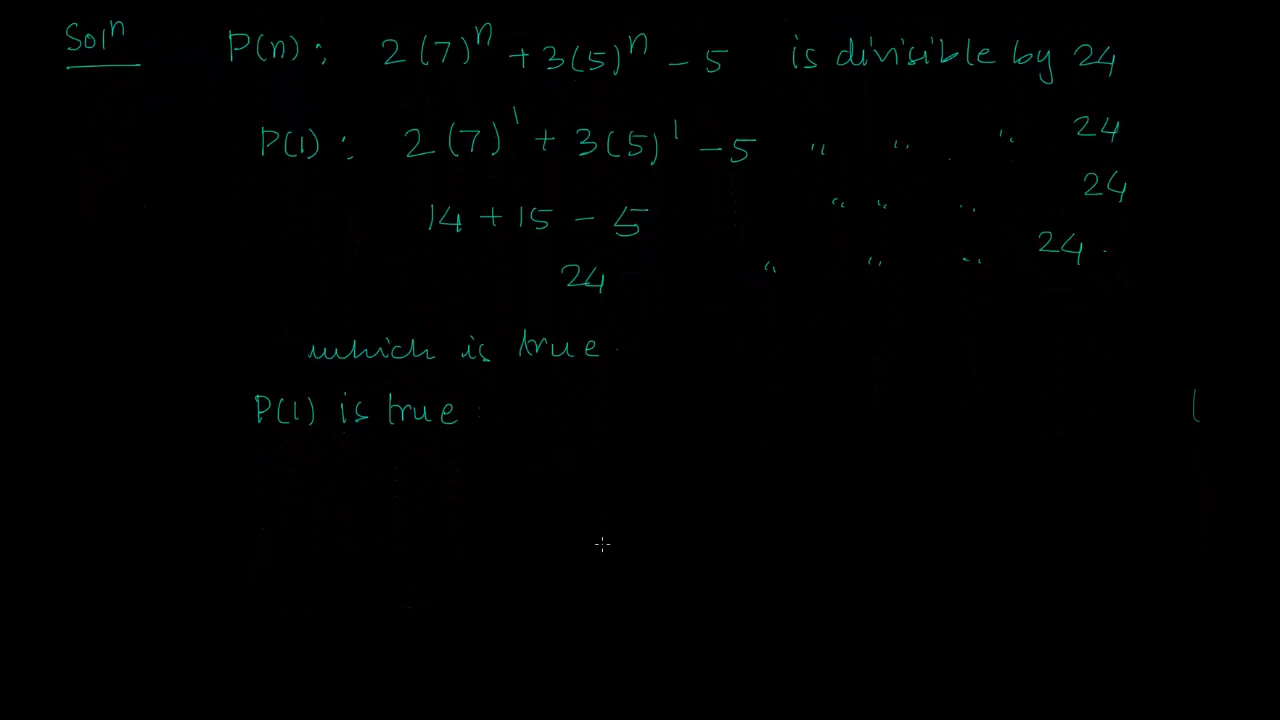 Solⁿ P(n): 2(7)ⁿ + 3(5)ⁿ - 5 is divisible by 24
P(1): 2(7)¹ + 3(5)¹ - 5 " " " 24
14 + 15 - 5 " " " 24
24 " " " 24.
which is true.
P(1) is true.
(